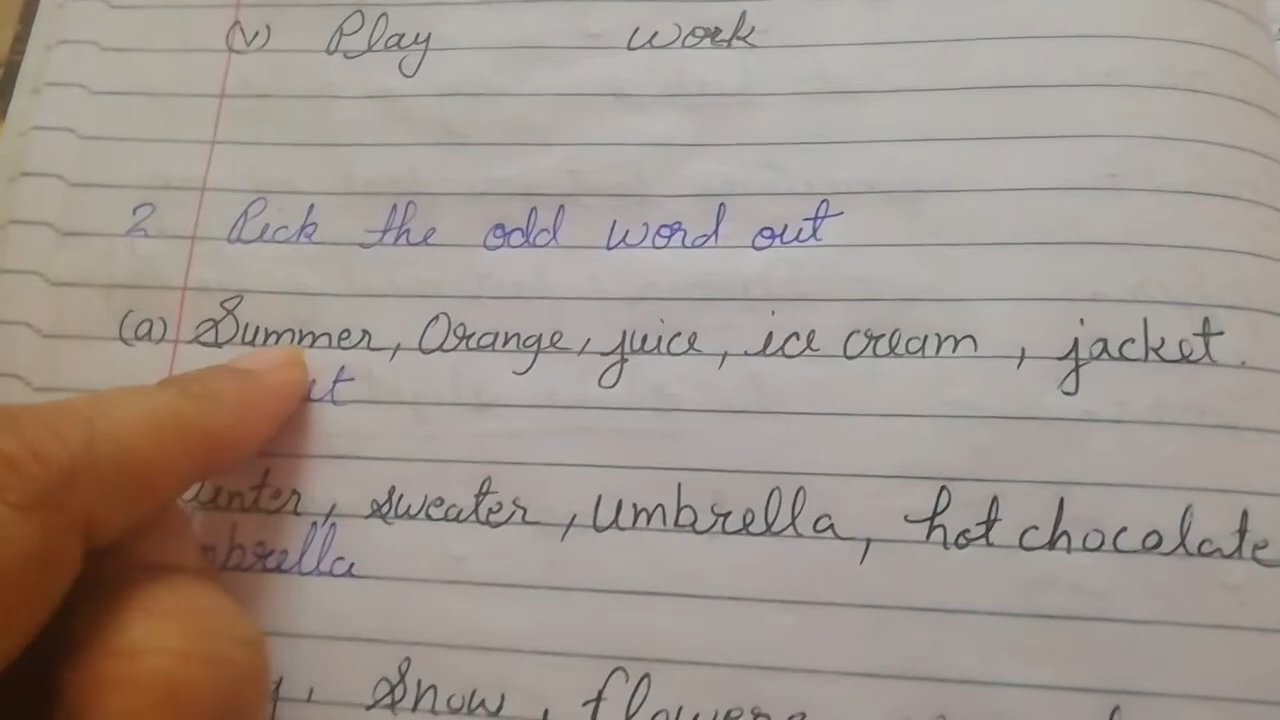 (v) Play work
2 Pick the odd word out
(a) Summer, Orange, juice, ice cream, jacket.
sweater, umbrella, hot chocolate
Snow,